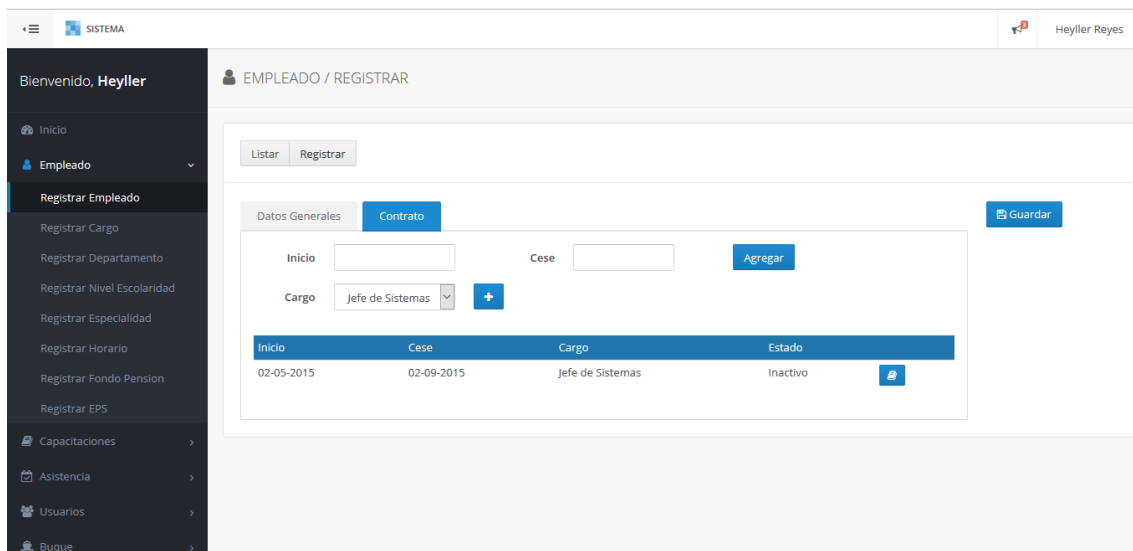 SISTEMA
3
Heyller Reyes
Bienvenido, Heyller
EMPLEADO / REGISTRAR
Inicio
Empleado
Registrar Empleado
Registrar Cargo
Registrar Departamento
Registrar Nivel Escolaridad
Registrar Especialidad
Registrar Horario
Registrar Fondo Pension
Registrar EPS
Capacitaciones
Asistencia
Usuarios
Buque
Listar Registrar
Datos Generales Contrato
Guardar
Inicio Cese Agregar
Cargo Jefe de Sistemas
Inicio Cese Cargo Estado
02-05-2015 02-09-2015 Jefe de Sistemas Inactivo